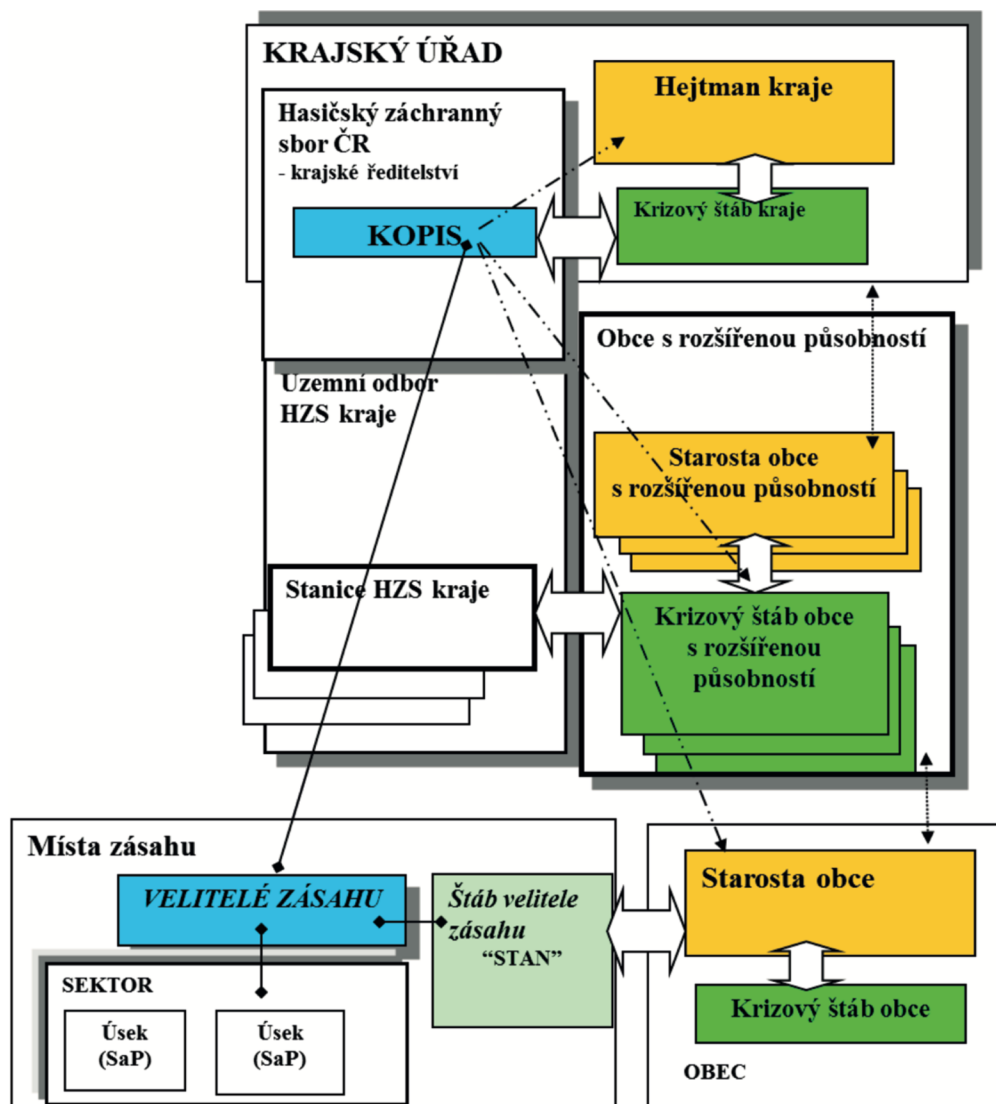 KRAJSKÝ ÚŘAD
Hejtman kraje
Hasičský záchranný
sbor ČR
- krajské ředitelství
Krizový štáb kraje
KOPIS
Obce s rozšířenou působností
Uzemní odbor
HZS kraje
Starosta obce
s rozšířenou působností
Stanice HZS kraje
Krizový štáb obce
s rozšířenou
působností
Místa zásahu
VELITELÉ ZÁSAHU
Štáb velitele
zásahu
“STAN”
Starosta obce
SEKTOR
Úsek
(SaP)
Úsek
(SaP)
Krizový štáb obce
OBEC